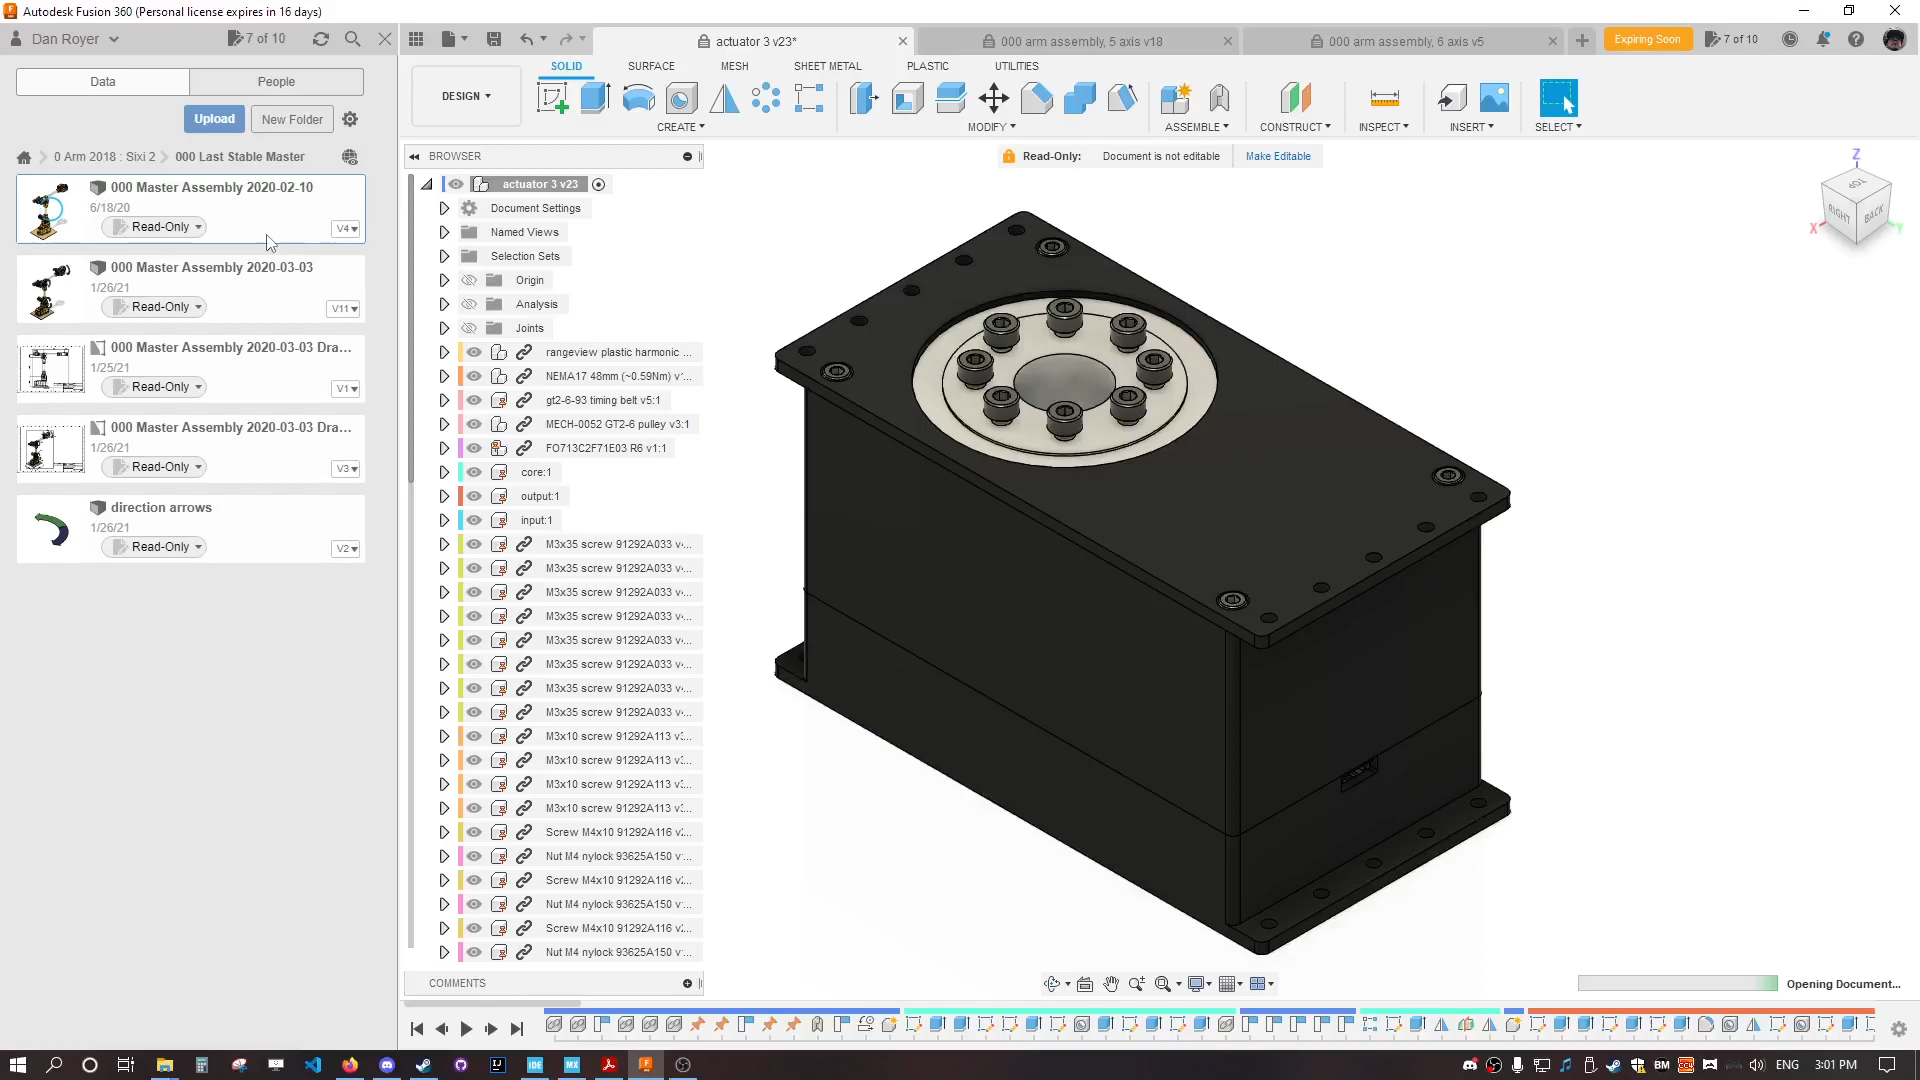 Autodesk Fusion 360 (Personal license expires in 16 days)
Dan Royer
7 of 10
actuator 3 v23*
000 arm assembly, 5 axis v18
000 arm assembly, 6 axis v5
Expiring Soon
7 of 10
Data
People
Upload
New Folder
0 Arm 2018 : Sixi 2
000 Last Stable Master
000 Master Assembly 2020-02-10
6/18/20
Read-Only
V4
000 Master Assembly 2020-03-03
1/26/21
Read-Only
V11
000 Master Assembly 2020-03-03 Dra...
1/25/21
Read-Only
V1
000 Master Assembly 2020-03-03 Dra...
1/26/21
Read-Only
V3
direction arrows
1/26/21
Read-Only
V2
DESIGN
SOLID
SURFACE
MESH
SHEET METAL
PLASTIC
UTILITIES
CREATE
MODIFY
ASSEMBLE
CONSTRUCT
INSPECT
INSERT
SELECT
BROWSER
Read-Only: Document is not editable
Make Editable
actuator 3 v23
Document Settings
Named Views
Selection Sets
Origin
Analysis
Joints
rangeview plastic harmonic ...
NEMA17 48mm (~0.59Nm) v'...
gt2-6-93 timing belt v5:1
MECH-0052 GT2-6 pulley v3:1
FO713C2F71E03 R6 v1:1
core:1
output:1
input:1
M3x35 screw 91292A033 v...
M3x35 screw 91292A033 v...
M3x35 screw 91292A033 v...
M3x35 screw 91292A033 v...
M3x35 screw 91292A033 v...
M3x35 screw 91292A033 v...
M3x35 screw 91292A033 v...
M3x35 screw 91292A033 v...
M3x10 screw 91292A113 v...
M3x10 screw 91292A113 v...
M3x10 screw 91292A113 v...
M3x10 screw 91292A113 v...
Screw M4x10 91292A116 v...
Nut M4 nylock 93625A150 v...
Screw M4x10 91292A116 v...
Nut M4 nylock 93625A150 v...
Screw M4x10 91292A116 v...
Nut M4 nylock 93625A150 v...
COMMENTS
Z
TOP
RIGHT
BACK
X
Y
Opening Document...
ENG
3:01 PM